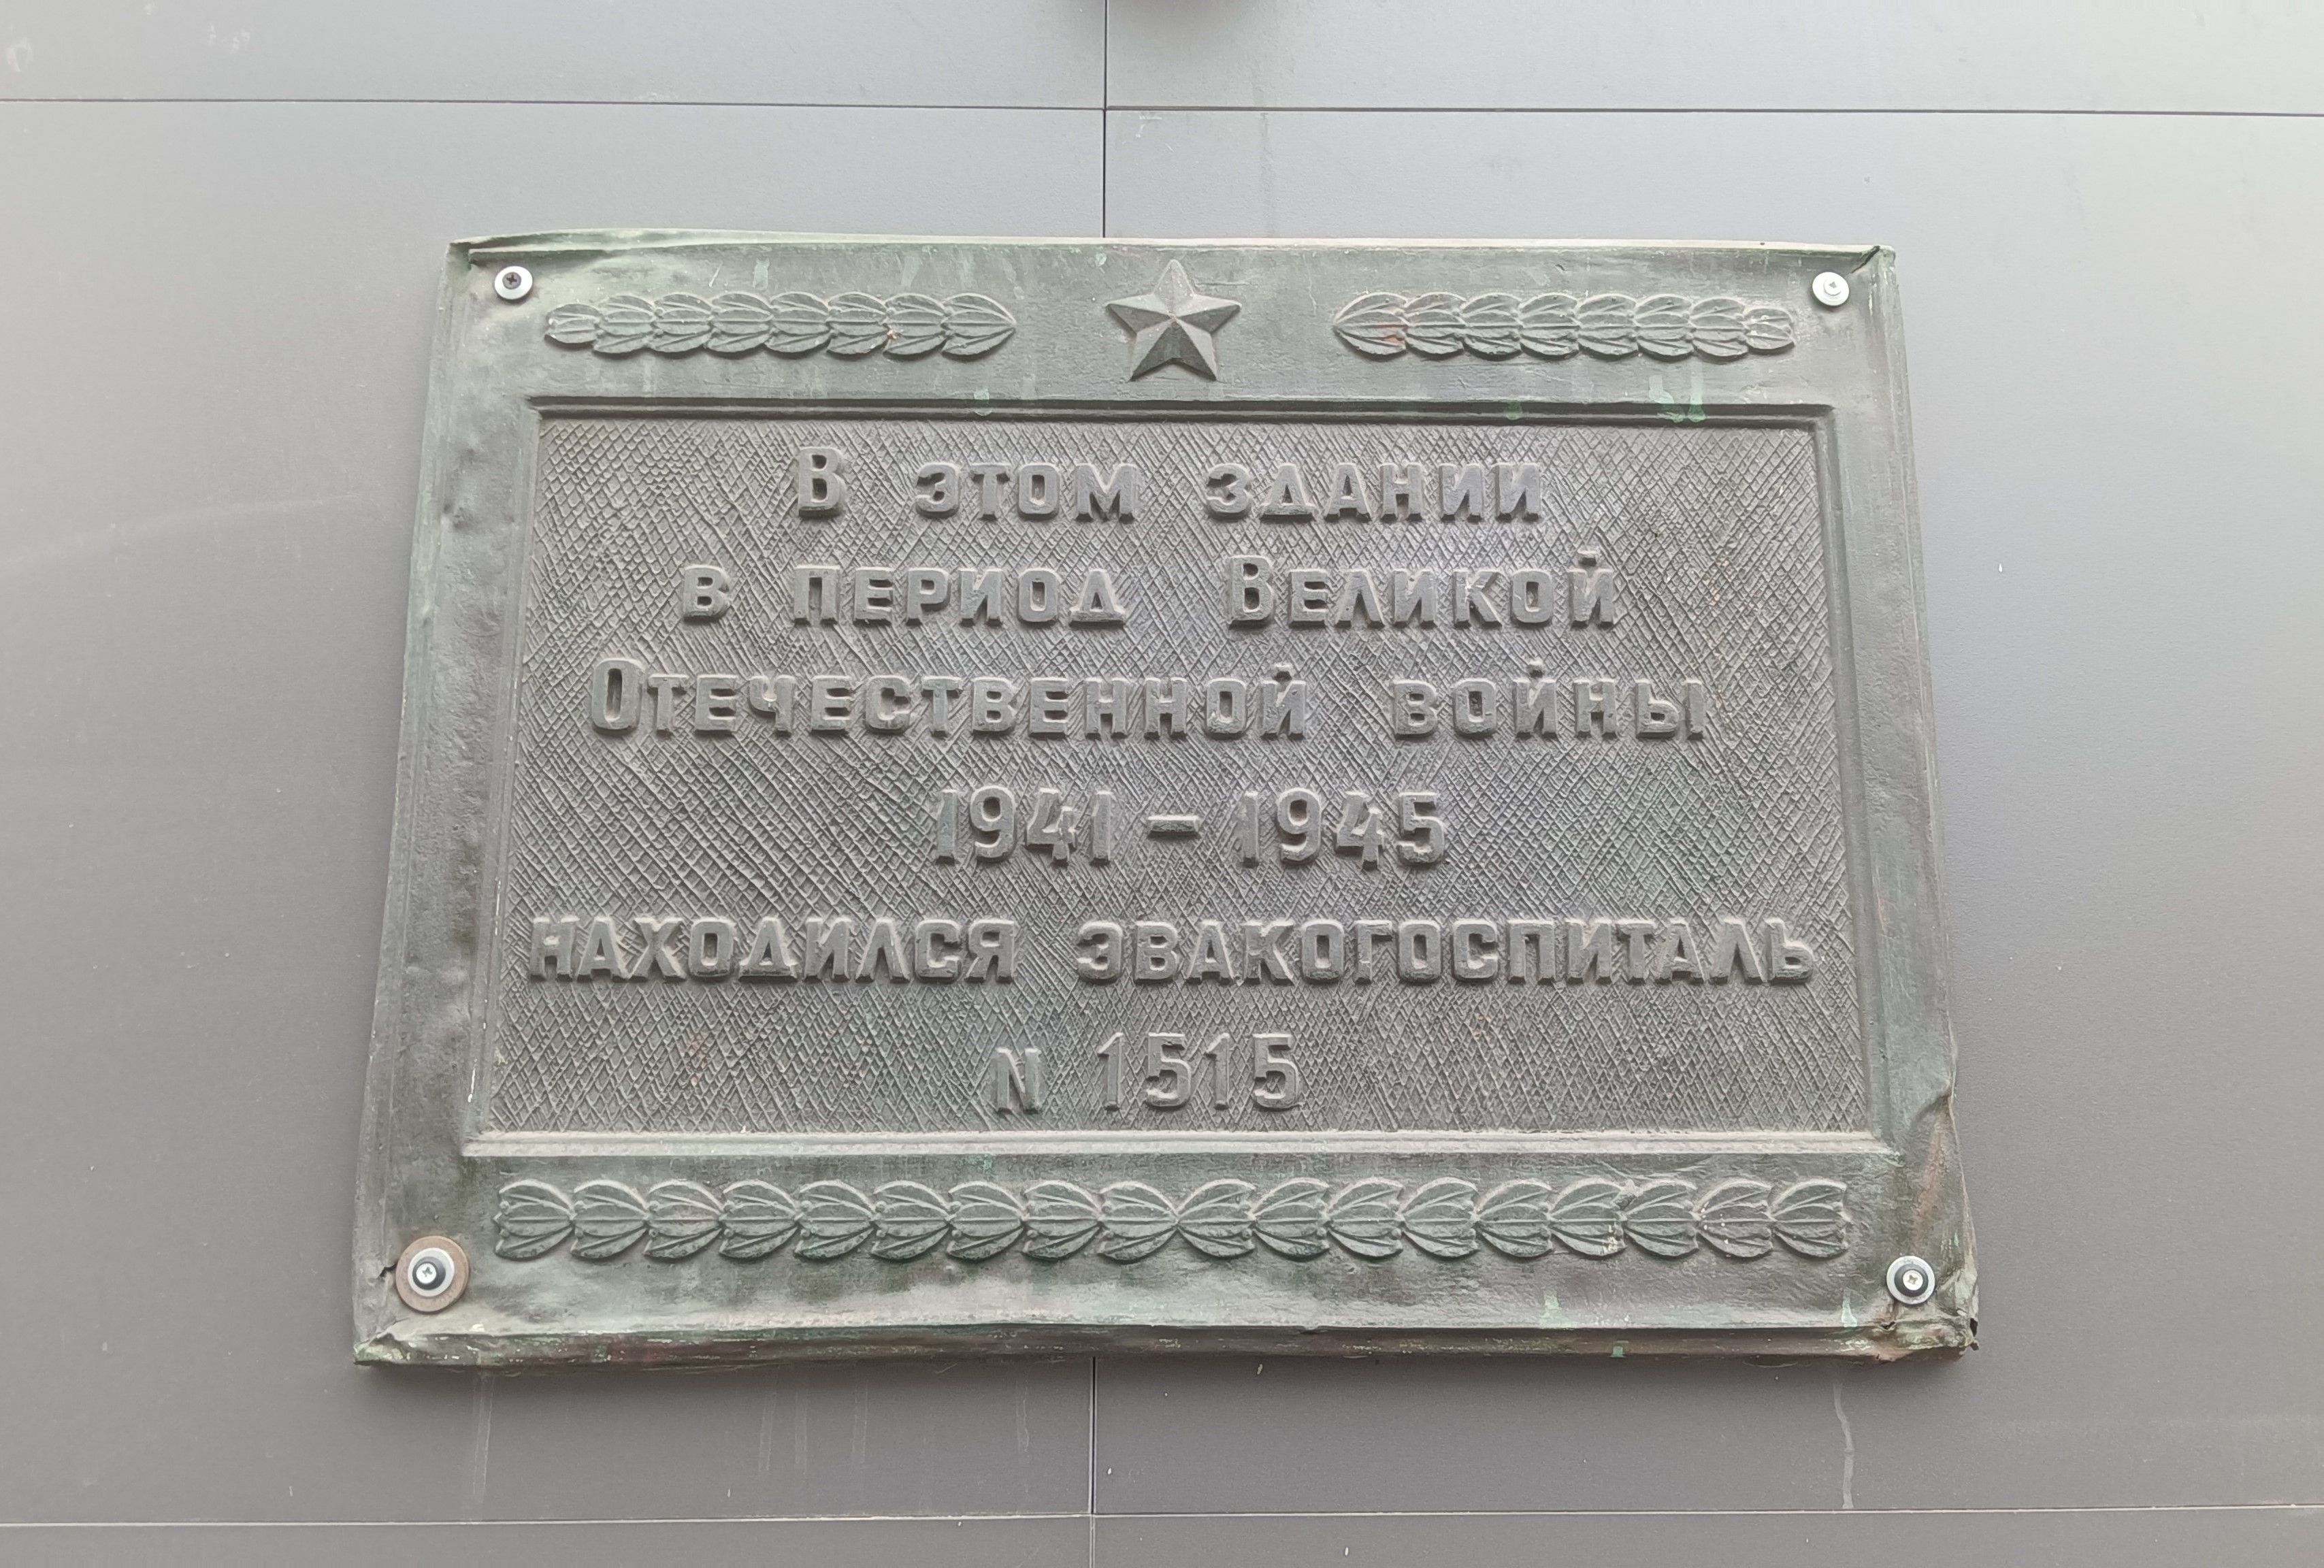 В этом здании
в период Великой
Отечественной войны
1941 – 1945
находился эвакогоспиталь
N 1515